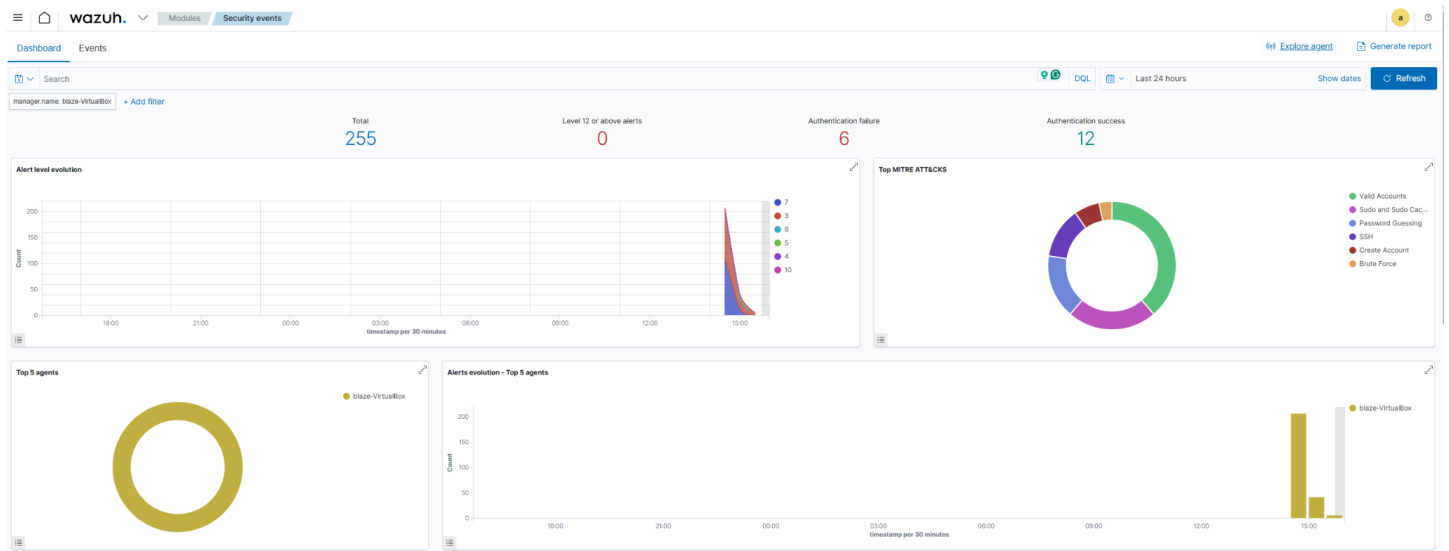 wazuh. Modules Security events a
Dashboard Events Explore agent Generate report
Search DQL Last 24 hours Show dates Refresh
manager.name: blaze-VirtualBox + Add filter
Total Level 12 or above alerts Authentication failure Authentication success
255 0 6 12
Alert level evolution
200
150
100
50
0
Count
18:00 21:00 00:00 03:00 06:00 09:00 12:00 15:00
timestamp per 30 minutes
7
3
8
5
4
10
Top MITRE ATT&CKS
Valid Accounts
Sudo and Sudo Cac...
Password Guessing
SSH
Create Account
Brute Force
Top 5 agents
blaze-VirtualBox
Alerts evolution - Top 5 agents
200
150
100
50
0
Count
18:00 21:00 00:00 03:00 06:00 09:00 12:00 15:00
timestamp per 30 minutes
blaze-VirtualBox